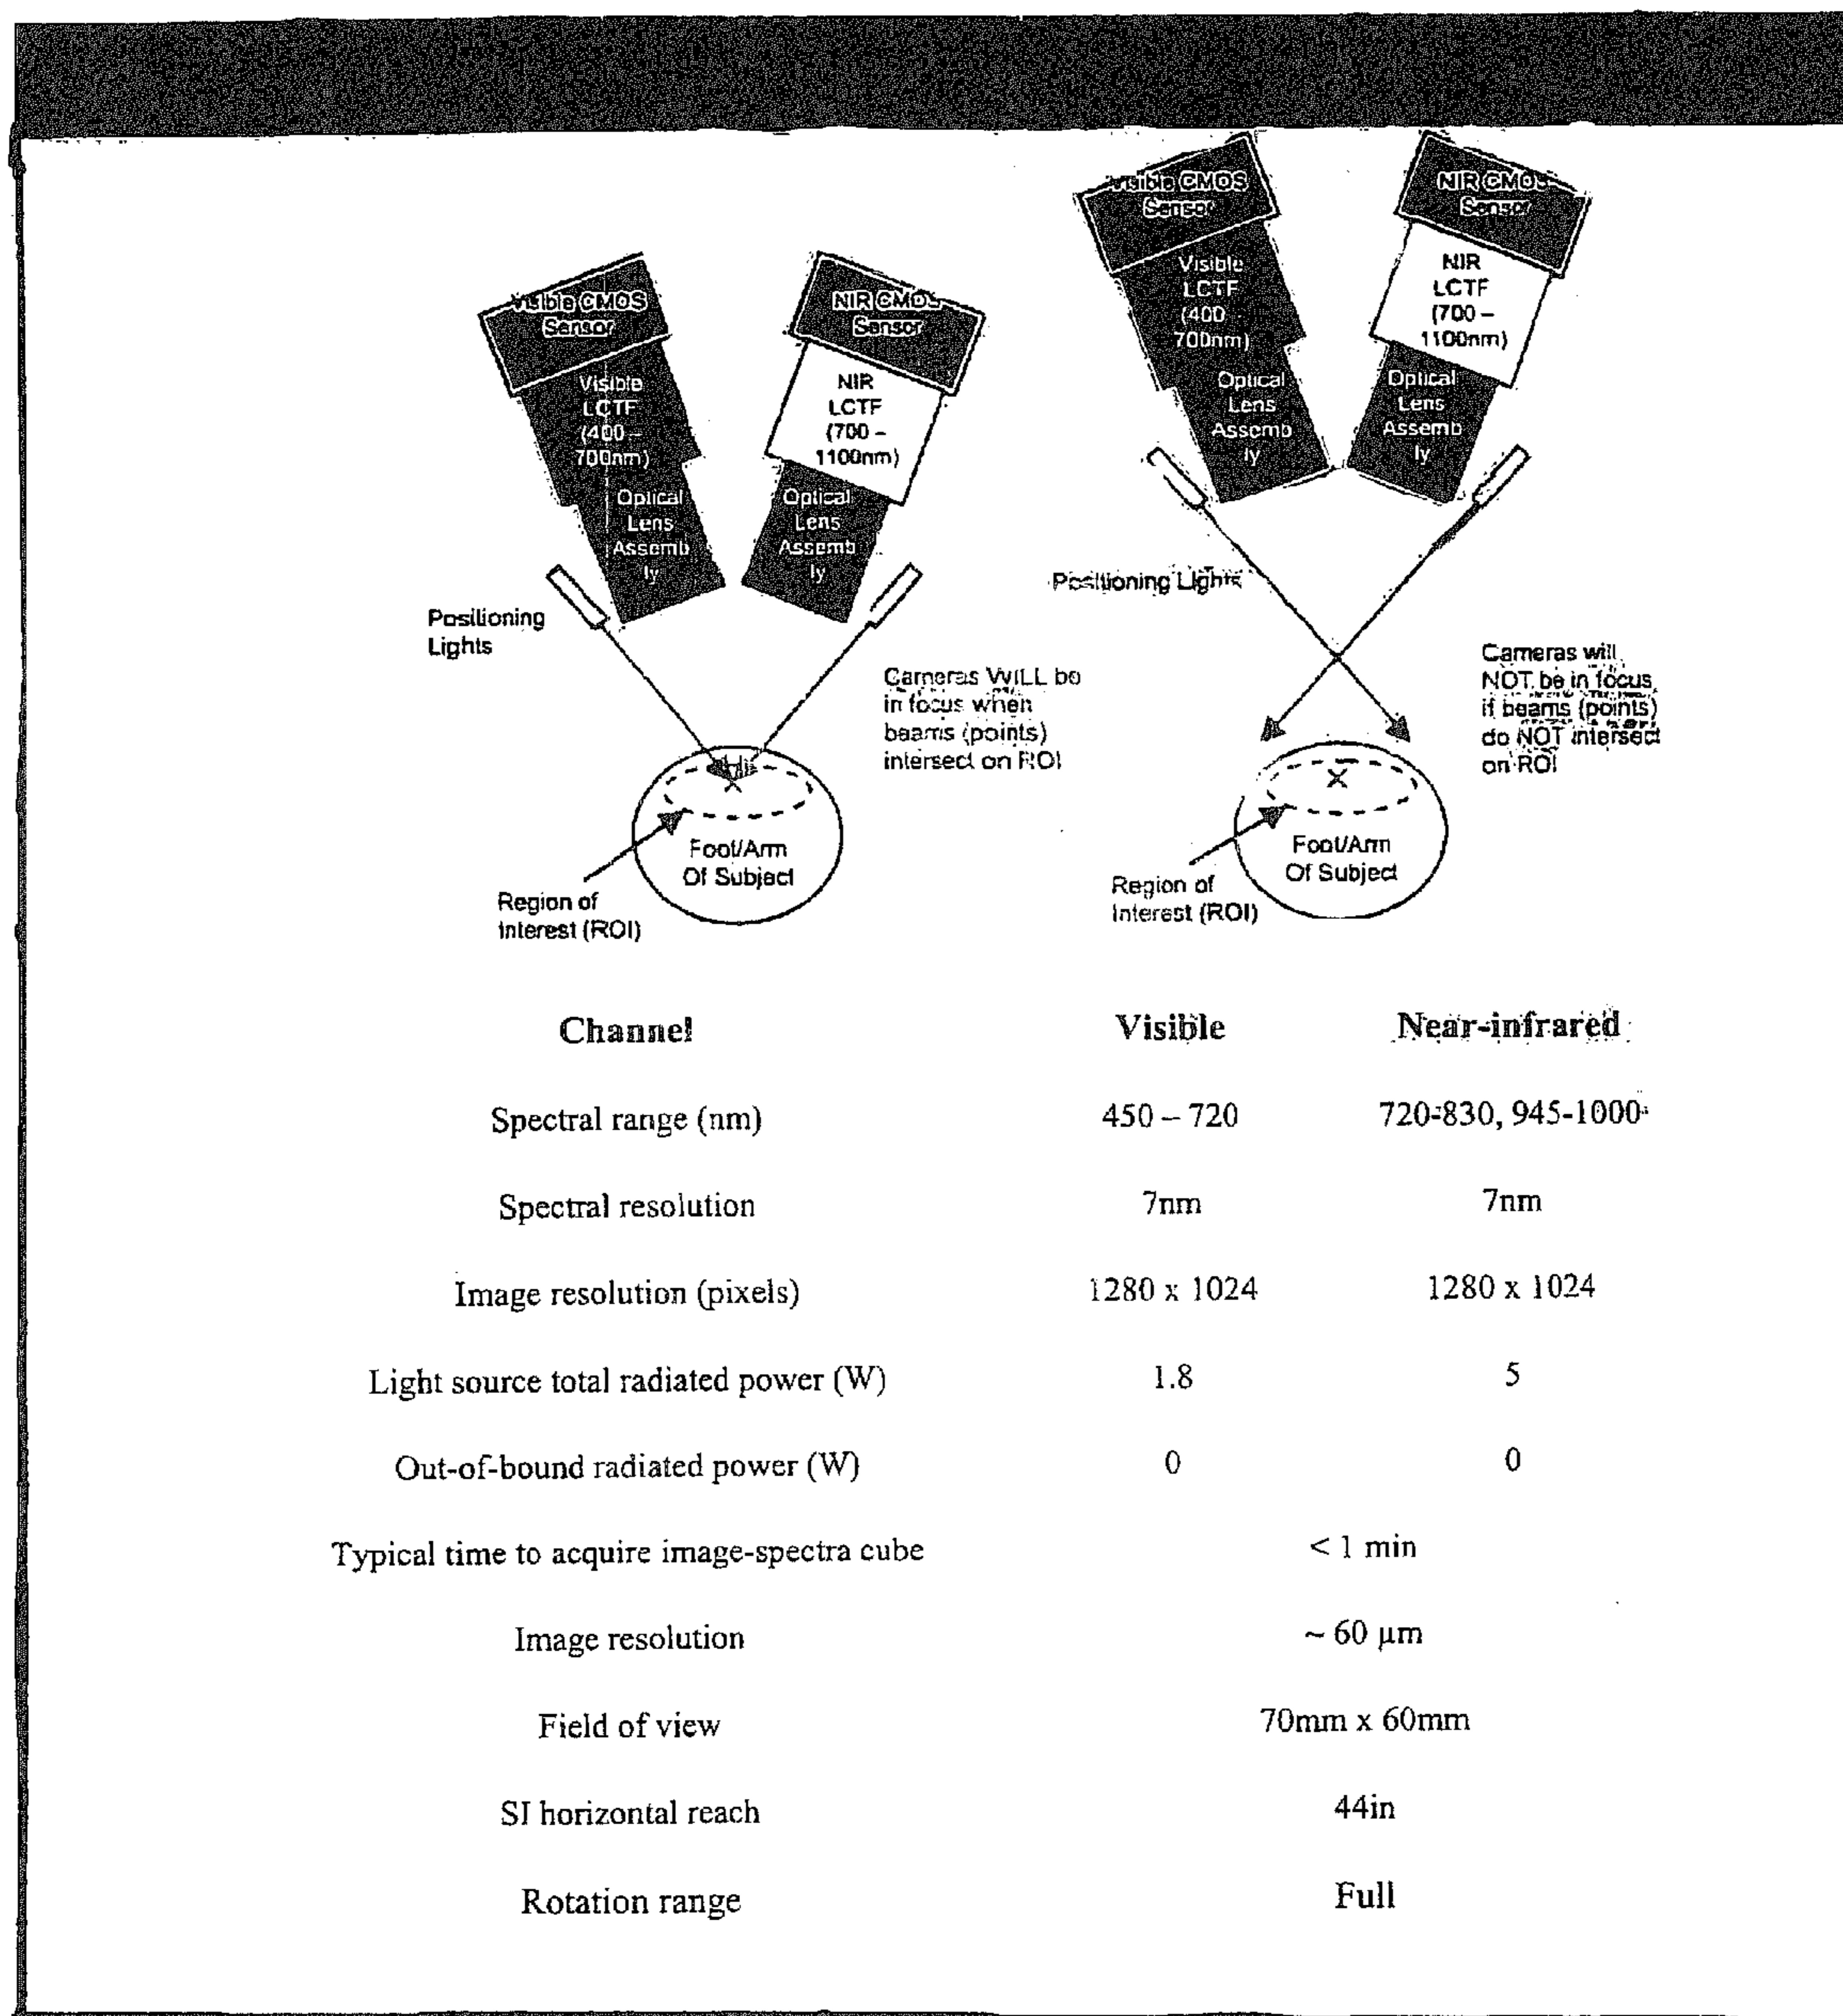 Visible CMOS
Sensor
Visible
LCTF
(400 –
700nm)
Optical
Lens
Assemb
ly
NIR CMOS
Sensor
NIR
LCTF
(700 –
1100nm)
Optical
Lens
Assemb
ly
Positioning
Lights
Cameras WILL be
in focus when
beams (points)
intersect on ROI
Foot/Arm
Of Subject
Region of
Interest (ROI)
Visible CMOS
Sensor
Visible
LCTF
(400
700nm)
Optical
Lens
Assemb
ly
NIR CMOS
Sensor
NIR
LCTF
(700 –
1100nm)
Optical
Lens
Assemb
ly
Positioning Lights
Cameras will
NOT be in focus
if beams (points)
do NOT intersect
on ROI
Foot/Arm
Of Subject
Region of
Interest (ROI)
Channel Visible Near-infrared
Spectral range (nm) 450 – 720 720-830, 945-1000
Spectral resolution 7nm 7nm
Image resolution (pixels) 1280 x 1024 1280 x 1024
Light source total radiated power (W) 1.8 5
Out-of-bound radiated power (W) 0 0
Typical time to acquire image-spectra cube < 1 min
Image resolution ~ 60 µm
Field of view 70mm x 60mm
SI horizontal reach 44in
Rotation range Full